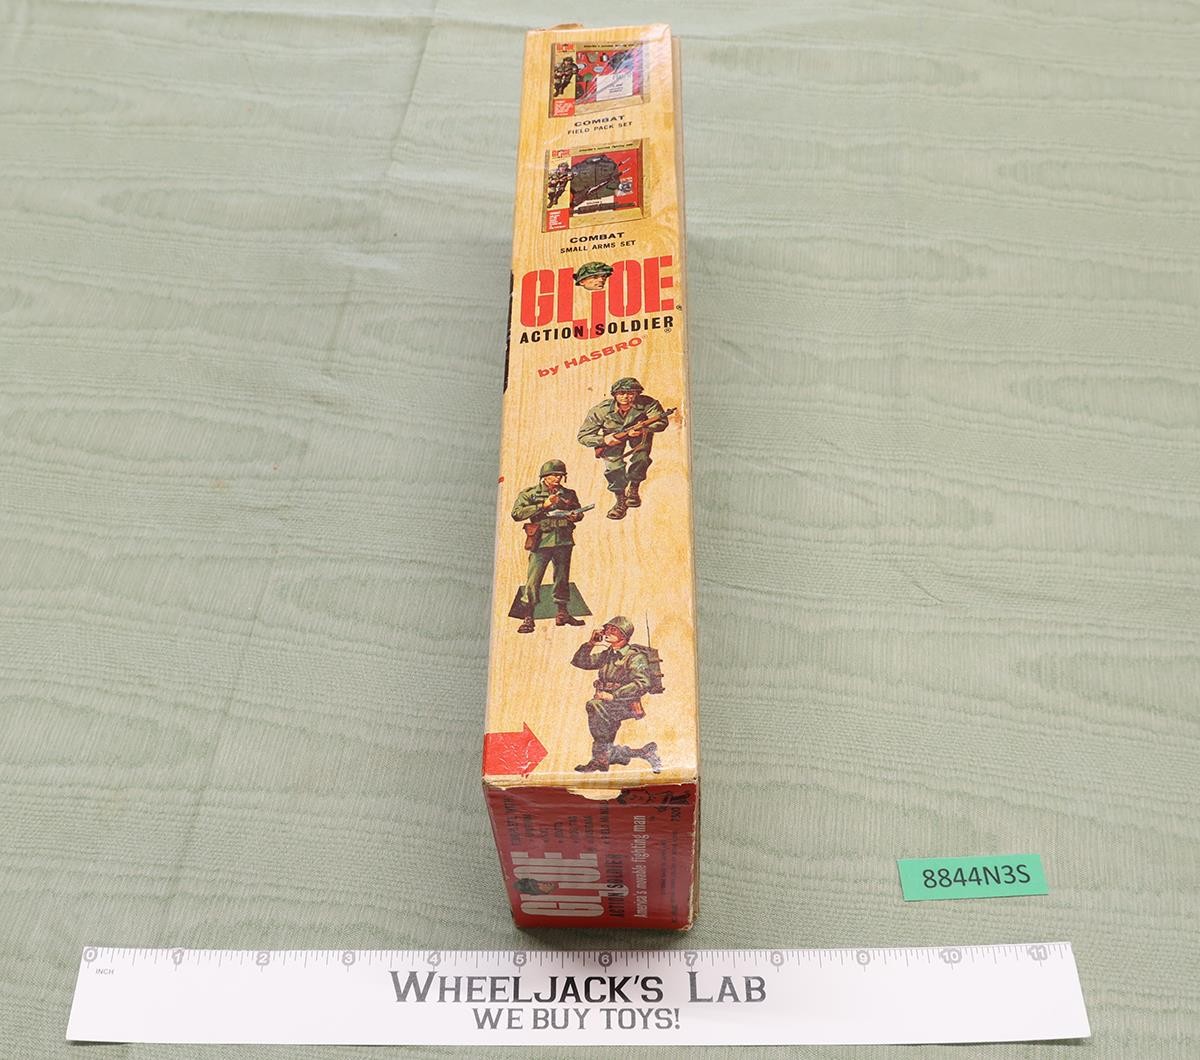 COMBAT
FIELD PACK SET
COMBAT
SMALL ARMS SET
GI JOE
ACTION SOLDIER
by HASBRO
GI JOE
ACTION SOLDIER
America's movable fighting man
7500
8844N3S
0 1 2 3 4 5 6 7 8 9 10 11
INCH
WHEELJACK'S LAB
WE BUY TOYS!